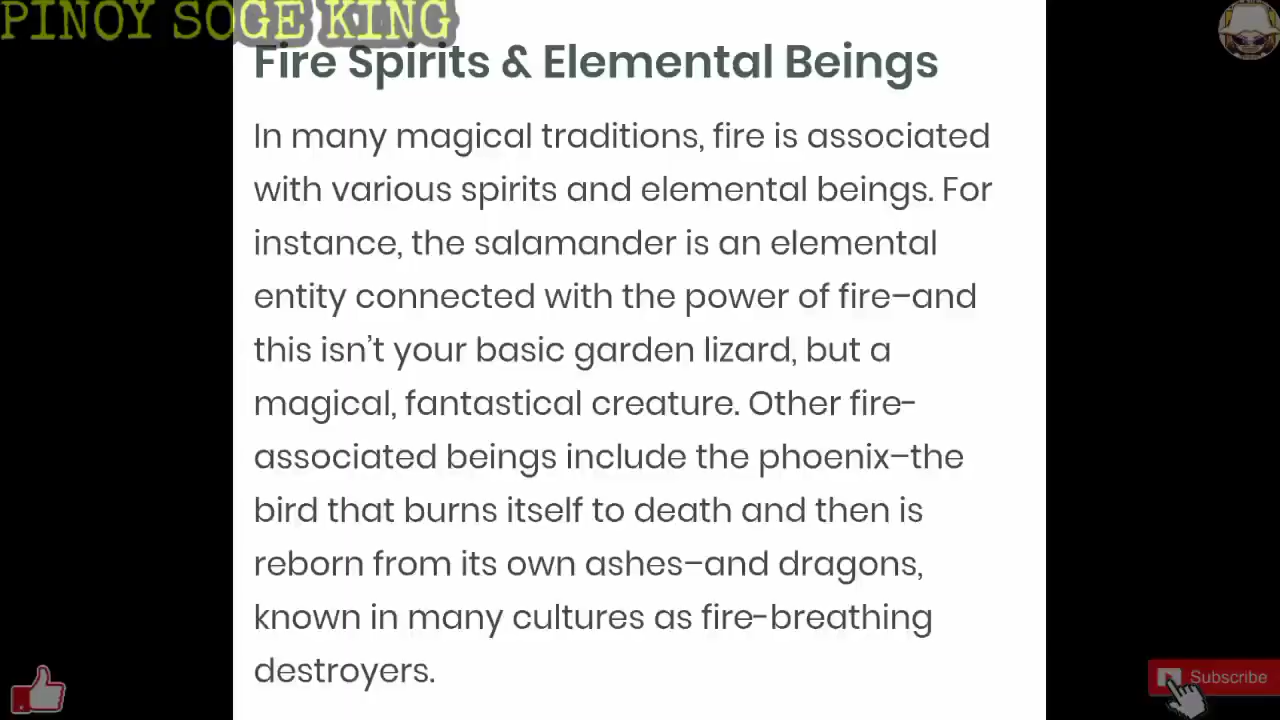 PINOY SOGE KING
Fire Spirits & Elemental Beings
In many magical traditions, fire is associated
with various spirits and elemental beings. For
instance, the salamander is an elemental
entity connected with the power of fire–and
this isn’t your basic garden lizard, but a
magical, fantastical creature. Other fire-
associated beings include the phoenix–the
bird that burns itself to death and then is
reborn from its own ashes–and dragons,
known in many cultures as fire-breathing
destroyers.
Subscribe